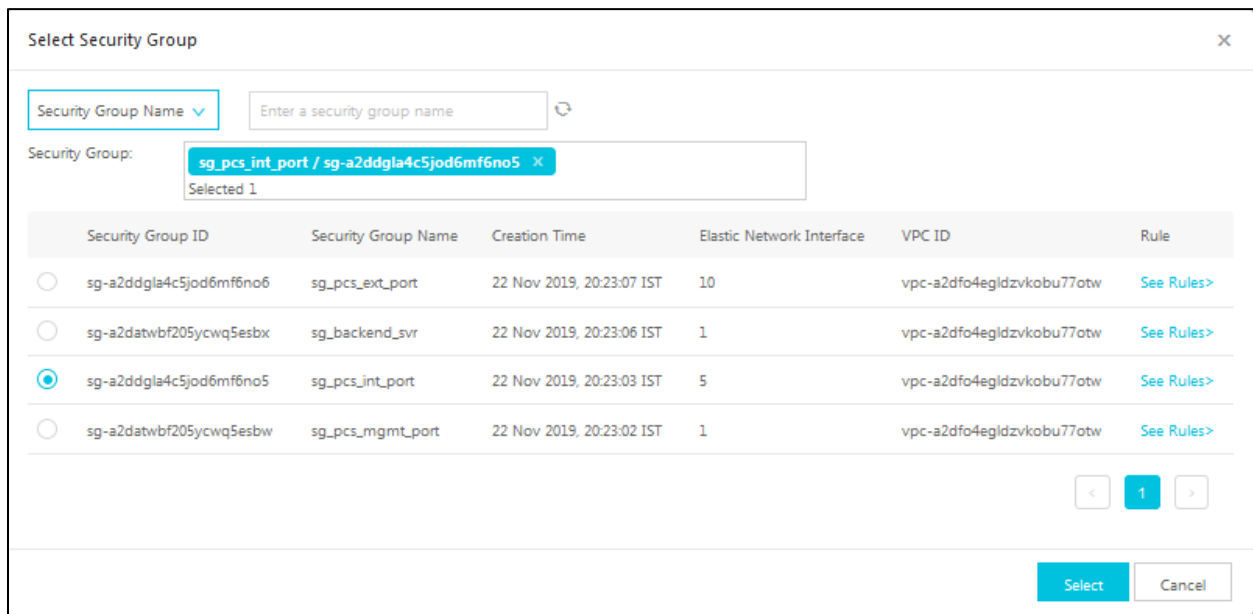 Select Security Group ×
Security Group Name Enter a security group name
Security Group: sg_pcs_int_port / sg-a2ddgla4c5jod6mf6no5 ×
Selected 1
Security Group ID Security Group Name Creation Time Elastic Network Interface VPC ID Rule
sg-a2ddgla4c5jod6mf6no6 sg_pcs_ext_port 22 Nov 2019, 20:23:07 IST 10 vpc-a2dfo4egldzvkobu77otw See Rules>
sg-a2datwbf205ycwq5esbx sg_backend_svr 22 Nov 2019, 20:23:06 IST 1 vpc-a2dfo4egldzvkobu77otw See Rules>
sg-a2ddgla4c5jod6mf6no5 sg_pcs_int_port 22 Nov 2019, 20:23:03 IST 5 vpc-a2dfo4egldzvkobu77otw See Rules>
sg-a2datwbf205ycwq5esbw sg_pcs_mgmt_port 22 Nov 2019, 20:23:02 IST 1 vpc-a2dfo4egldzvkobu77otw See Rules>
< 1 >
Select Cancel